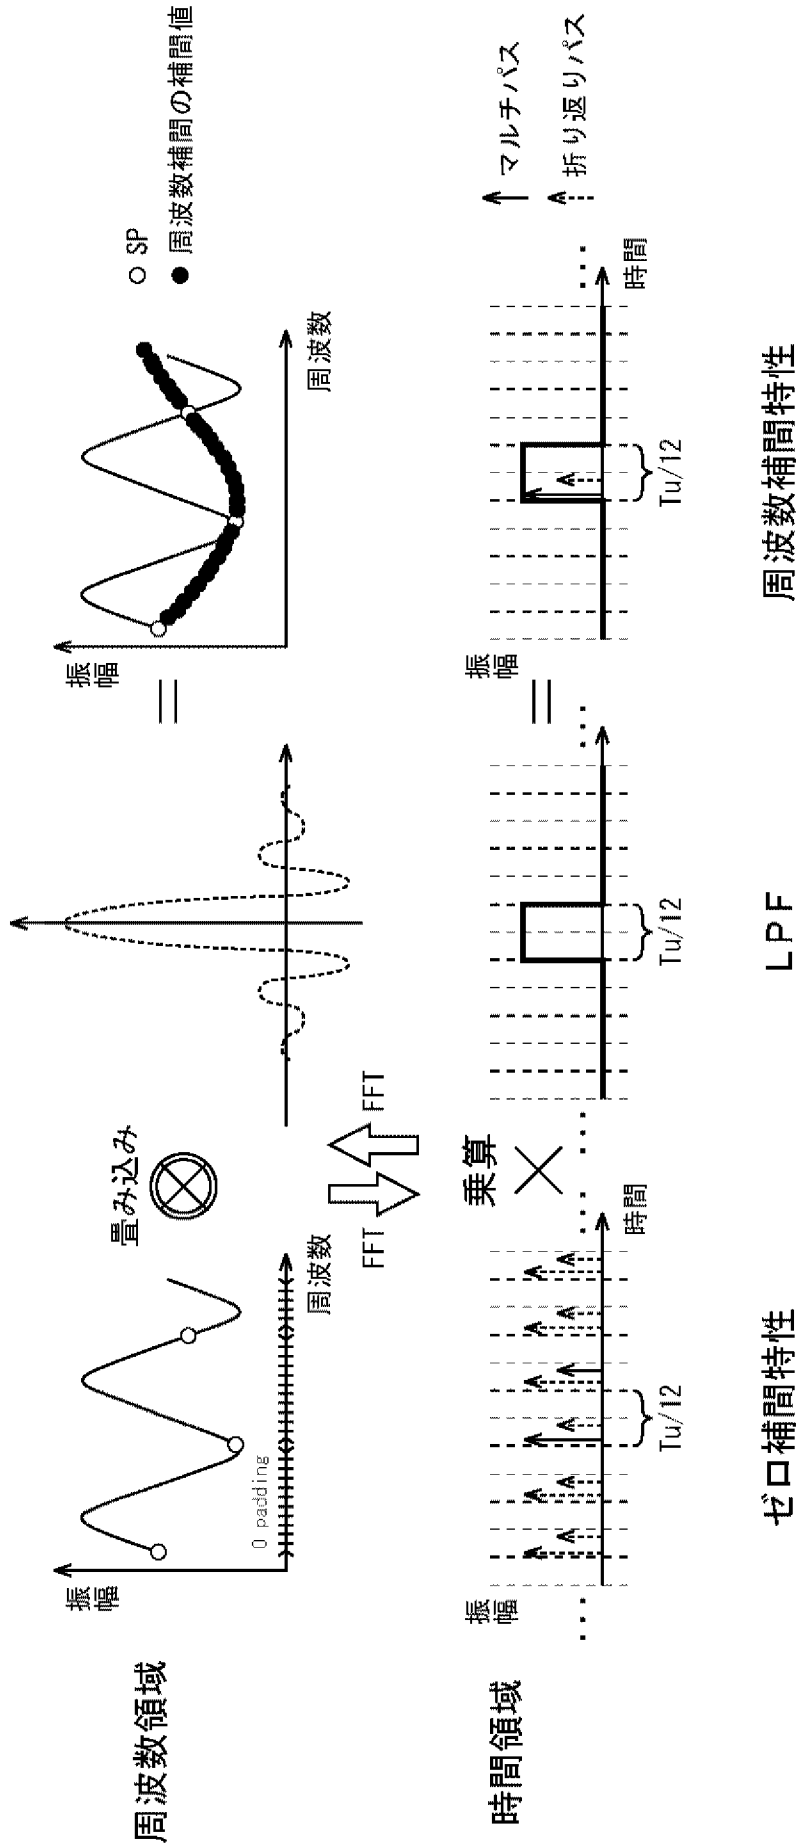 周波数領域
振幅
0 padding
周波数
畳み込み
振幅
周波数
SP
周波数補間の補間値
FFT
FFT
時間領域
振幅
Tu/12
時間
乗算
Tu/12
振幅
Tu/12
時間
マルチパス
折り返りパス
ゼロ補間特性
LPF
周波数補間特性